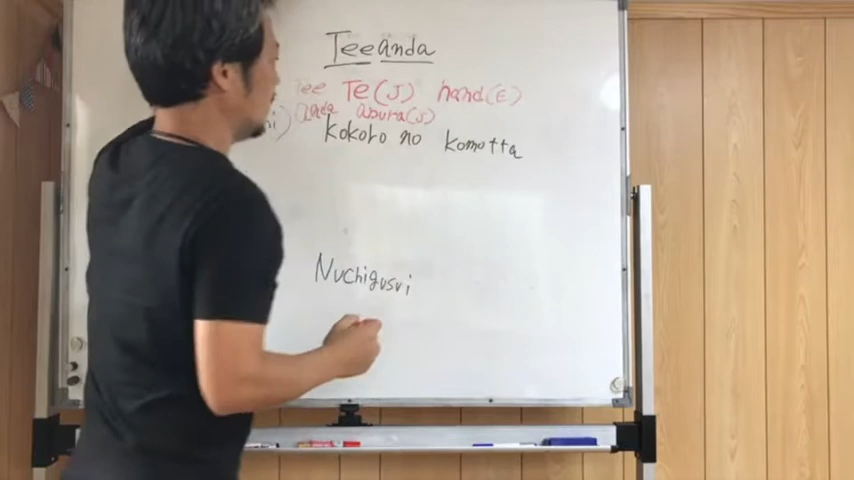 Teeanda
Tee Te(J) hand(E)
anda abura(J)
kokoro no komotta
Nuchigusui